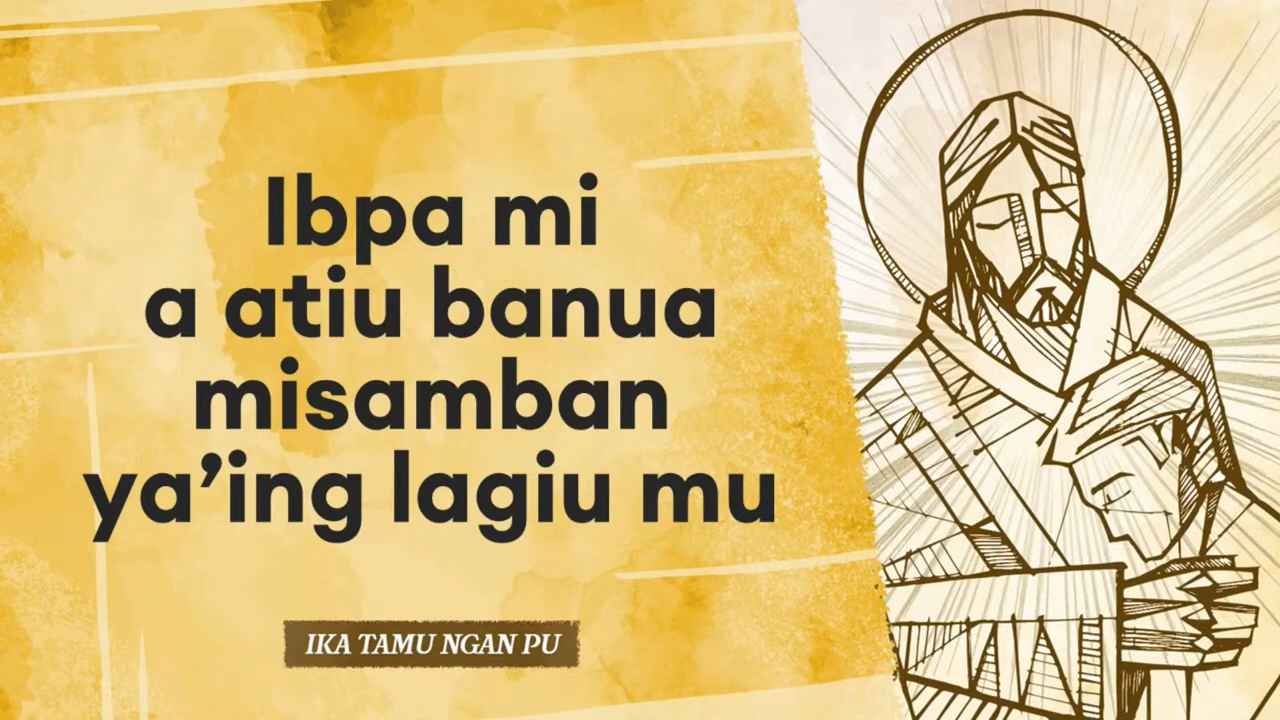 Ibpa mi
a atiu banua
misamban
ya’ing lagiu mu
IKA TAMU NGAN PU